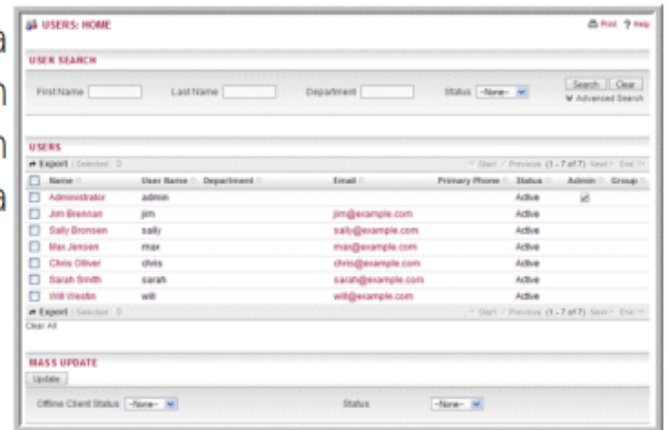 USERS: HOME Print ? Help
USER SEARCH
First Name Last Name Department Status -None- Search Clear
Advanced Search
USERS
Export | Selected: 0 Start Previous (1 - 7 of 7) Next End
Name User Name Department Email Primary Phone Status Admin Group
Administrator admin Active
Jim Brennan jim jim@example.com Active
Sally Bronsen sally sally@example.com Active
Max Jensen max max@example.com Active
Chris Olliver chris chris@example.com Active
Sarah Smith sarah sarah@example.com Active
Will Westin will will@example.com Active
Export | Selected: 0 Start Previous (1 - 7 of 7) Next End
Clear All
MASS UPDATE
Update
Offline Client Status -None- Status -None-
a
n
n
a